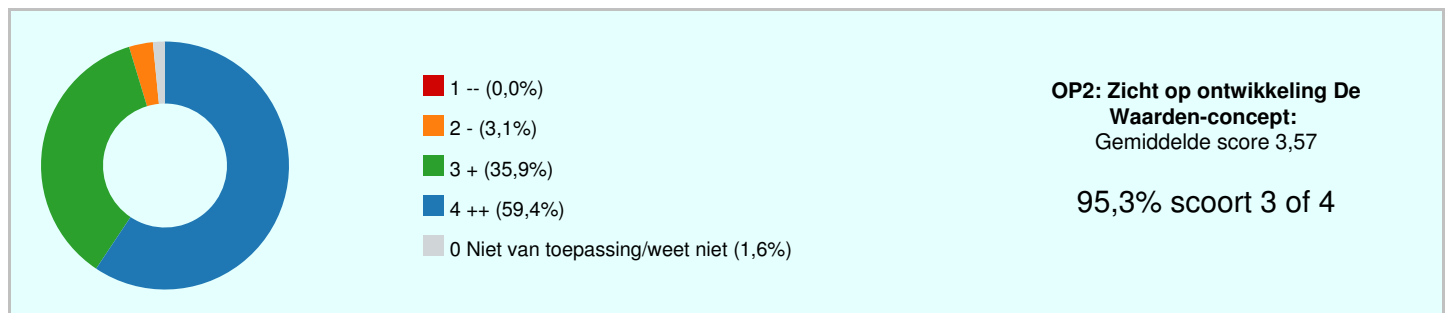 1 -- (0,0%)
2 - (3,1%)
3 + (35,9%)
4 ++ (59,4%)
0 Niet van toepassing/weet niet (1,6%)
OP2: Zicht op ontwikkeling De
Waarden-concept:
Gemiddelde score 3,57
95,3% scoort 3 of 4